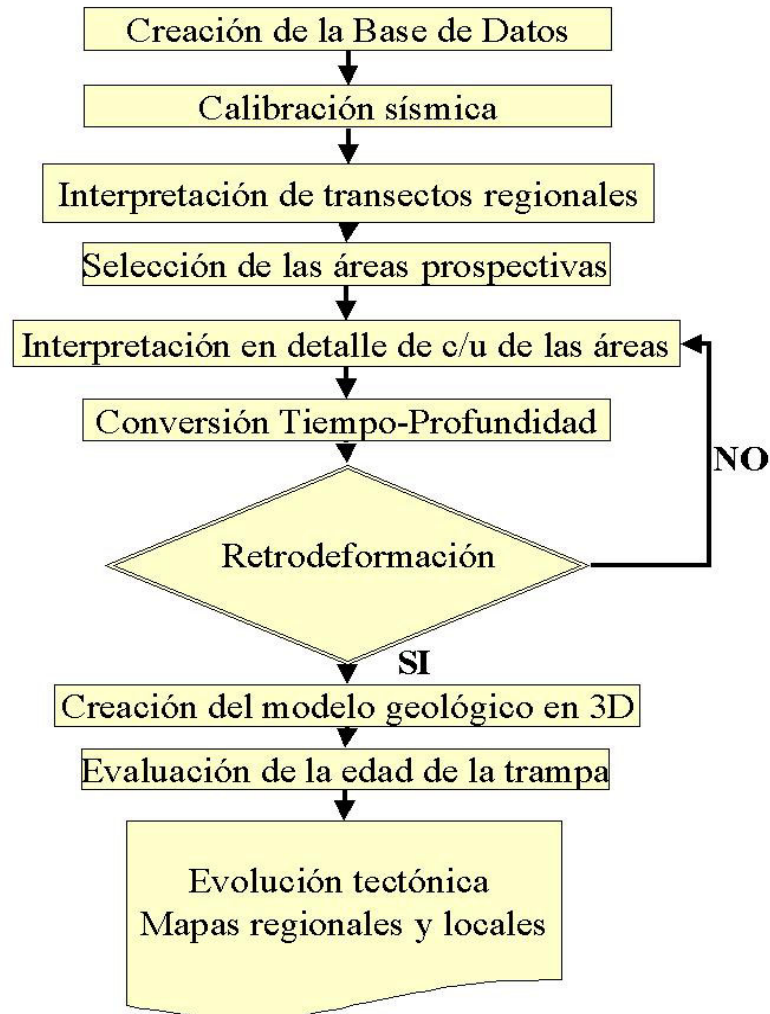 Creación de la Base de Datos
Calibración sísmica
Interpretación de transectos regionales
Selección de las áreas prospectivas
Interpretación en detalle de c/u de las áreas
Conversión Tiempo-Profundidad
NO
Retrodeformación
SI
Creación del modelo geológico en 3D
Evaluación de la edad de la trampa
Evolución tectónica
Mapas regionales y locales